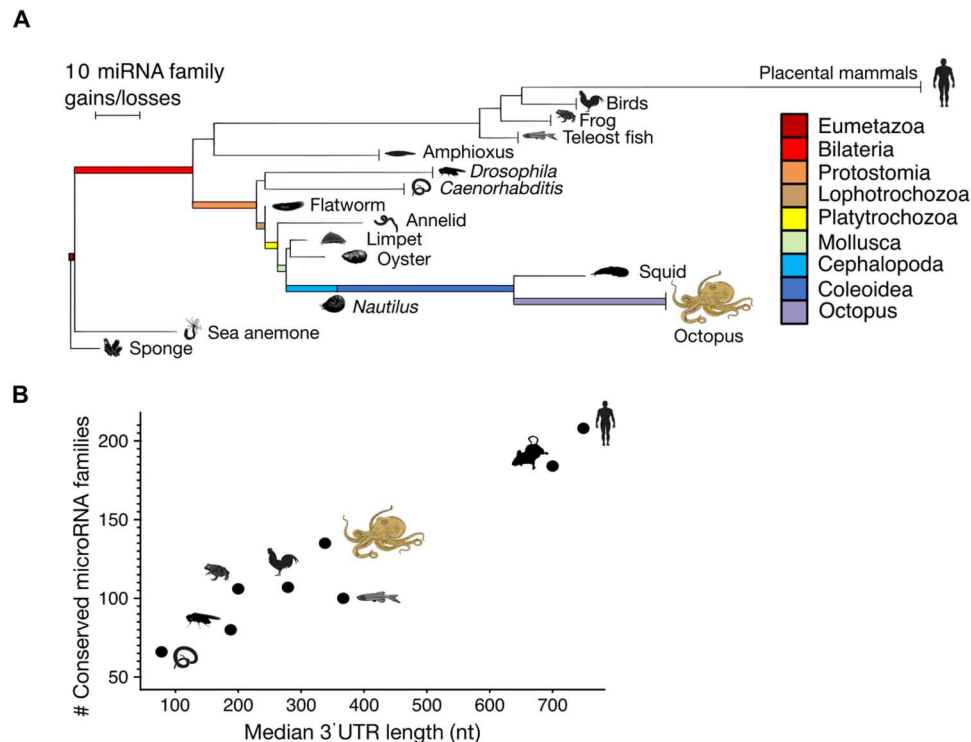 A
10 miRNA family
gains/losses
Placental mammals
Birds
Frog
Teleost fish
Amphioxus
Drosophila
Caenorhabditis
Flatworm
Annelid
Limpet
Oyster
Squid
Nautilus
Octopus
Sea anemone
Sponge
Eumetazoa
Bilateria
Protostomia
Lophotrochozoa
Platytrochozoa
Mollusca
Cephalopoda
Coleoidea
Octopus
B
# Conserved microRNA families
200
150
100
50
100 200 300 400 500 600 700
Median 3'UTR length (nt)